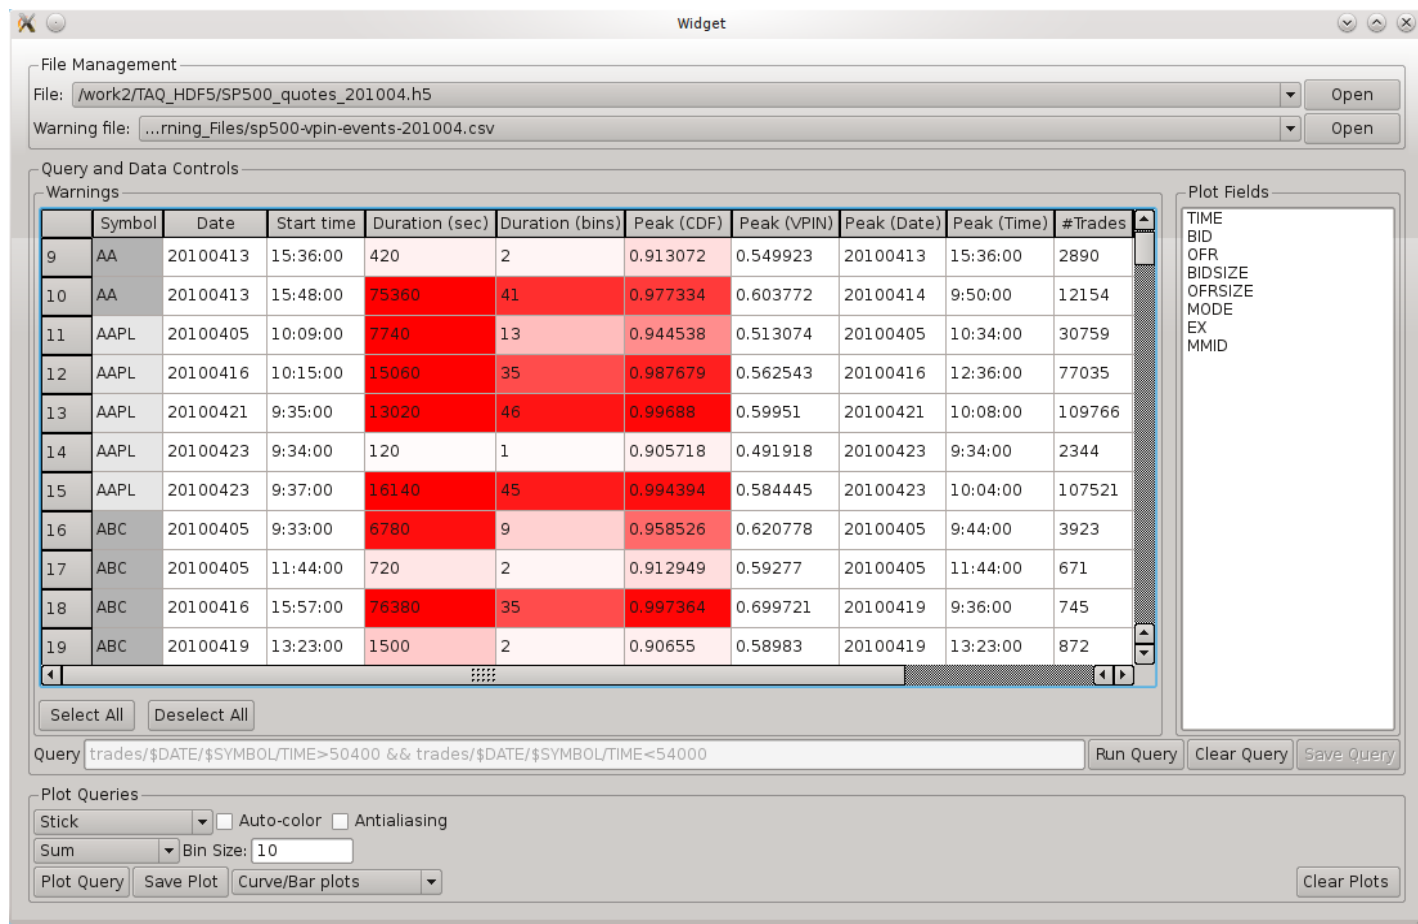 Widget
File Management
File: /work2/TAQ_HDF5/SP500_quotes_201004.h5 Open
Warning file: ...rning_Files/sp500-vpin-events-201004.csv Open
Query and Data Controls
Warnings Plot Fields
Symbol Date Start time Duration (sec) Duration (bins) Peak (CDF) Peak (VPIN) Peak (Date) Peak (Time) #Trades
9 AA 20100413 15:36:00 420 2 0.913072 0.549923 20100413 15:36:00 2890
10 AA 20100413 15:48:00 75360 41 0.977334 0.603772 20100414 9:50:00 12154
11 AAPL 20100405 10:09:00 7740 13 0.944538 0.513074 20100405 10:34:00 30759
12 AAPL 20100416 10:15:00 15060 35 0.987679 0.562543 20100416 12:36:00 77035
13 AAPL 20100421 9:35:00 13020 46 0.99688 0.59951 20100421 10:08:00 109766
14 AAPL 20100423 9:34:00 120 1 0.905718 0.491918 20100423 9:34:00 2344
15 AAPL 20100423 9:37:00 16140 45 0.994394 0.584445 20100423 10:04:00 107521
16 ABC 20100405 9:33:00 6780 9 0.958526 0.620778 20100405 9:44:00 3923
17 ABC 20100405 11:44:00 720 2 0.912949 0.59277 20100405 11:44:00 671
18 ABC 20100416 15:57:00 76380 35 0.997364 0.699721 20100419 9:36:00 745
19 ABC 20100419 13:23:00 1500 2 0.90655 0.58983 20100419 13:23:00 872
TIME
BID
OFR
BIDSIZE
OFRSIZE
MODE
EX
MMID
Select All Deselect All
Query trades/$DATE/$SYMBOL/TIME>50400 && trades/$DATE/$SYMBOL/TIME<54000 Run Query Clear Query Save Query
Plot Queries
Stick Auto-color Antialiasing
Sum Bin Size: 10
Plot Query Save Plot Curve/Bar plots Clear Plots